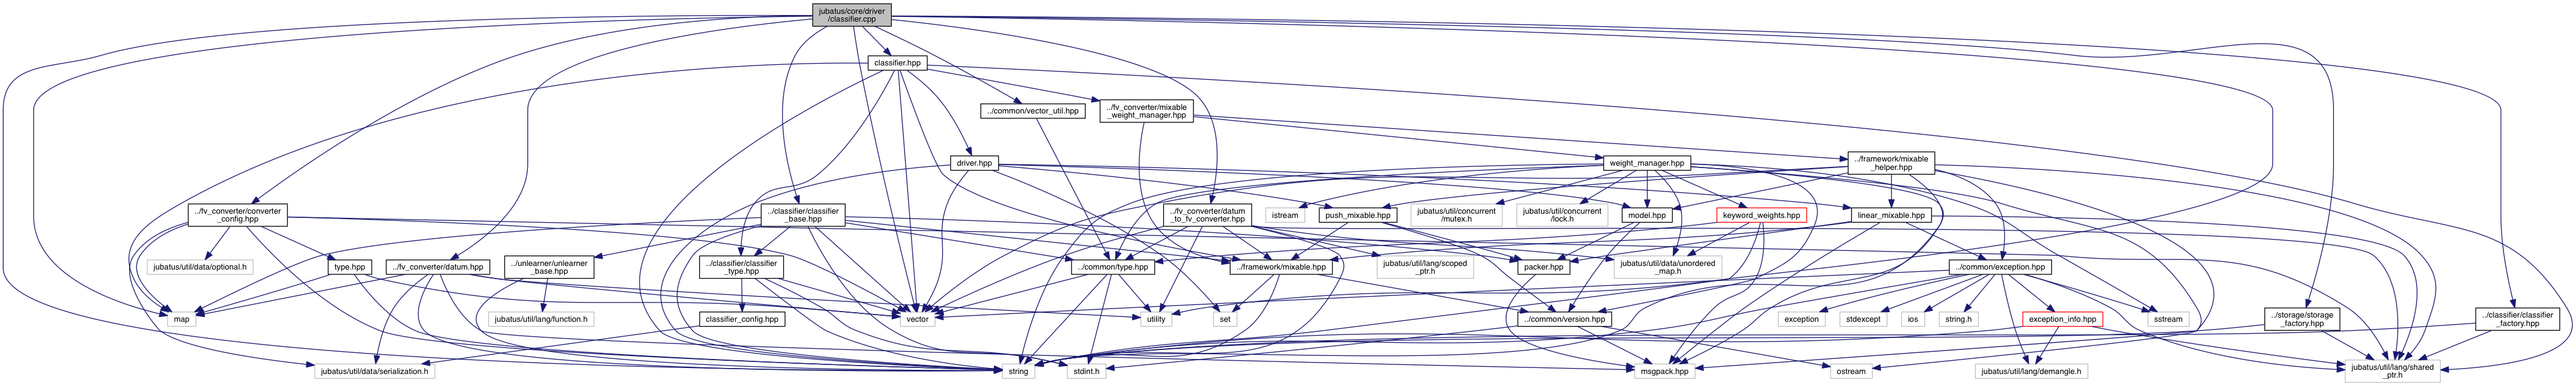 jubatus/core/driver
/classifier.cpp
classifier.hpp
../common/vector_util.hpp
../fv_converter/mixable
_weight_manager.hpp
driver.hpp
weight_manager.hpp
../framework/mixable
_helper.hpp
../fv_converter/converter
_config.hpp
../classifier/classifier
_base.hpp
../fv_converter/datum
_to_fv_converter.hpp
istream
push_mixable.hpp
jubatus/util/concurrent
/mutex.h
jubatus/util/concurrent
/lock.h
model.hpp
keyword_weights.hpp
linear_mixable.hpp
jubatus/util/data/optional.h
type.hpp
../fv_converter/datum.hpp
../unlearner/unlearner
_base.hpp
../classifier/classifier
_type.hpp
../common/type.hpp
../framework/mixable.hpp
jubatus/util/lang/scoped
_ptr.h
packer.hpp
jubatus/util/data/unordered
_map.h
../common/exception.hpp
map
jubatus/util/lang/function.h
classifier_config.hpp
vector
utility
set
../common/version.hpp
exception
stdexcept
ios
string.h
exception_info.hpp
sstream
../storage/storage
_factory.hpp
../classifier/classifier
_factory.hpp
jubatus/util/data/serialization.h
string
stdint.h
msgpack.hpp
ostream
jubatus/util/lang/demangle.h
jubatus/util/lang/shared
_ptr.h